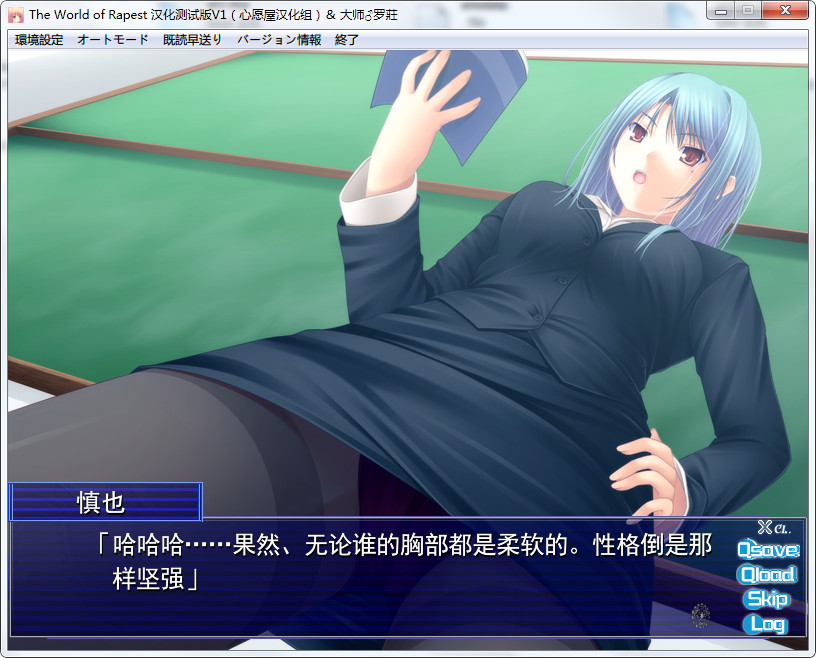 The World of Rapest 汉化测试版V1（心愿屋汉化组）& 大师ξ罗莊
環境設定 オートモード 既読早送り バージョン情報 終了
慎也
「哈哈哈……果然、无论谁的胸部都是柔软的。性格倒是那
样坚强」
CL.
Qsave
Qload
Skip
Log